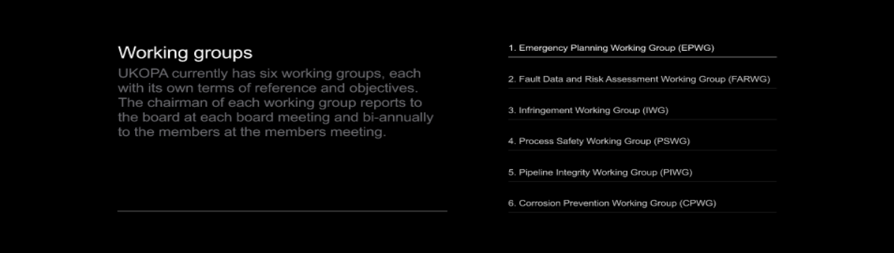 Working groups
UKOPA currently has six working groups, each
with its own terms of reference and objectives.
The chairman of each working group reports to
the board at each board meeting and bi-annually
to the members at the members meeting.
1. Emergency Planning Working Group (EPWG)
2. Fault Data and Risk Assessment Working Group (FARWG)
3. Infringement Working Group (IWG)
4. Process Safety Working Group (PSWG)
5. Pipeline Integrity Working Group (PIWG)
6. Corrosion Prevention Working Group (CPWG)